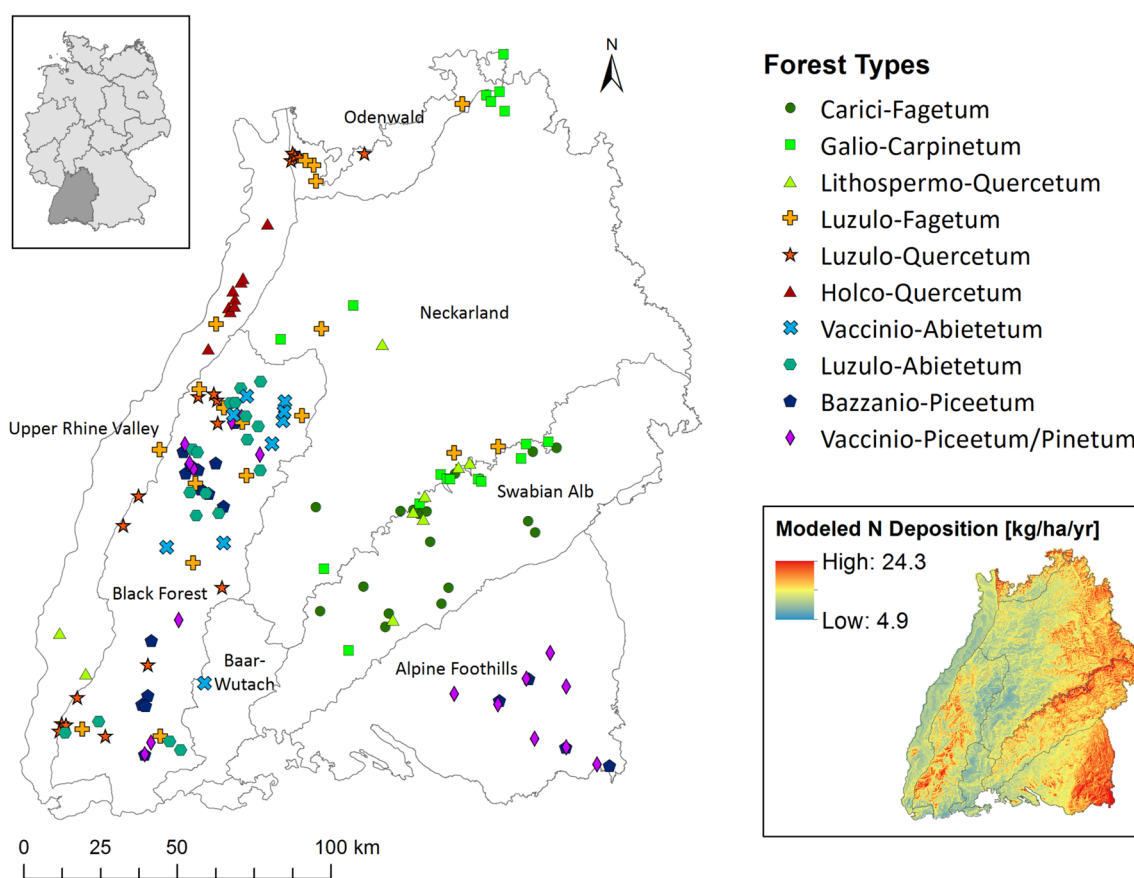 N
Odenwald
Neckarland
Upper Rhine Valley
Swabian Alb
Black Forest
Baar-
Wutach
Alpine Foothills
0 25 50 100 km
Forest Types
Carici-Fagetum
Galio-Carpinetum
Lithospermo-Quercetum
Luzulo-Fagetum
Luzulo-Quercetum
Holco-Quercetum
Vaccinio-Abietetum
Luzulo-Abietetum
Bazzanio-Piceetum
Vaccinio-Piceetum/Pinetum
Modeled N Deposition [kg/ha/yr]
High: 24.3
Low: 4.9